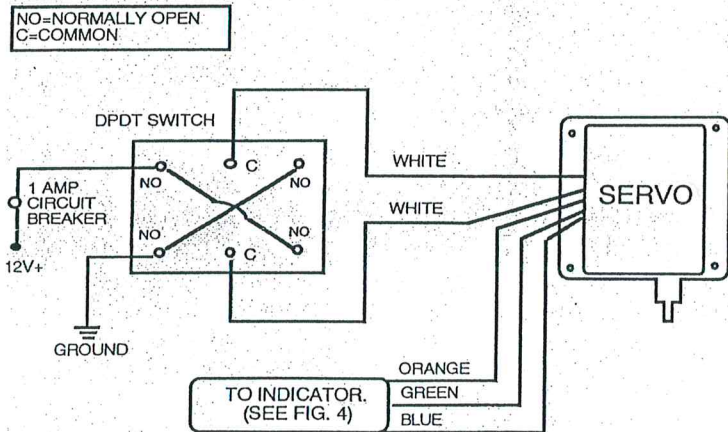 NO=NORMALLY OPEN
C=COMMON
DPDT SWITCH
C
NO
NO
1 AMP
CIRCUIT
BREAKER
12V+
NO
NO
C
GROUND
WHITE
WHITE
SERVO
ORANGE
GREEN
BLUE
TO INDICATOR.
(SEE FIG. 4)